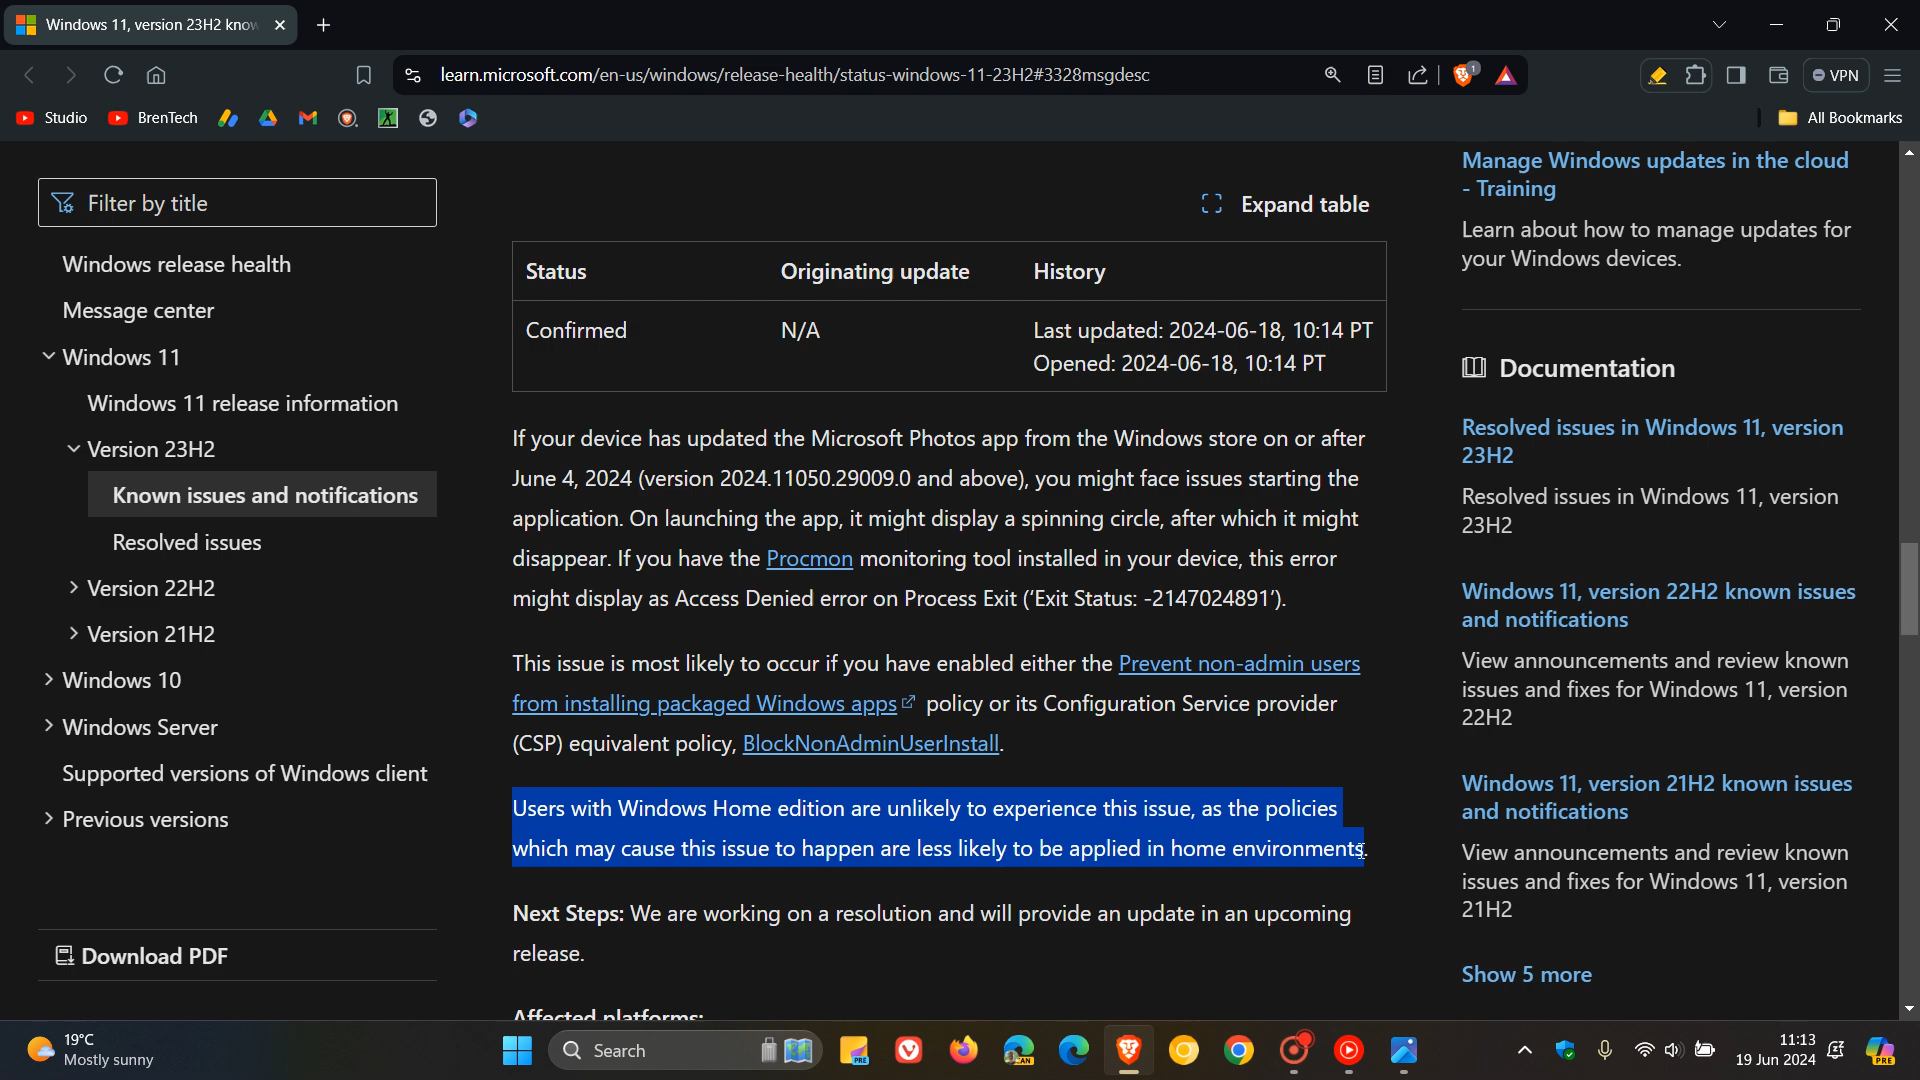 Windows 11, version 23H2 know
learn.microsoft.com/en-us/windows/release-health/status-windows-11-23H2#3328msgdesc
1
VPN
Studio
BrenTech
All Bookmarks
Filter by title
Windows release health
Message center
Windows 11
Windows 11 release information
Version 23H2
Known issues and notifications
Resolved issues
Version 22H2
Version 21H2
Windows 10
Windows Server
Supported versions of Windows client
Previous versions
Download PDF
Expand table
Status Originating update History
Confirmed N/A Last updated: 2024-06-18, 10:14 PT
Opened: 2024-06-18, 10:14 PT
If your device has updated the Microsoft Photos app from the Windows store on or after
June 4, 2024 (version 2024.11050.29009.0 and above), you might face issues starting the
application. On launching the app, it might display a spinning circle, after which it might
disappear. If you have the Procmon monitoring tool installed in your device, this error
might display as Access Denied error on Process Exit (‘Exit Status: -2147024891’).
This issue is most likely to occur if you have enabled either the Prevent non-admin users
from installing packaged Windows apps policy or its Configuration Service provider
(CSP) equivalent policy, BlockNonAdminUserInstall.
Users with Windows Home edition are unlikely to experience this issue, as the policies
which may cause this issue to happen are less likely to be applied in home environments.
Next Steps: We are working on a resolution and will provide an update in an upcoming
release.
Affected platforms:
Manage Windows updates in the cloud
- Training
Learn about how to manage updates for
your Windows devices.
Documentation
Resolved issues in Windows 11, version
23H2
Resolved issues in Windows 11, version
23H2
Windows 11, version 22H2 known issues
and notifications
View announcements and review known
issues and fixes for Windows 11, version
22H2
Windows 11, version 21H2 known issues
and notifications
View announcements and review known
issues and fixes for Windows 11, version
21H2
Show 5 more
19°C
Mostly sunny
Search
PRE
CAN
11:13
19 Jun 2024
PRE